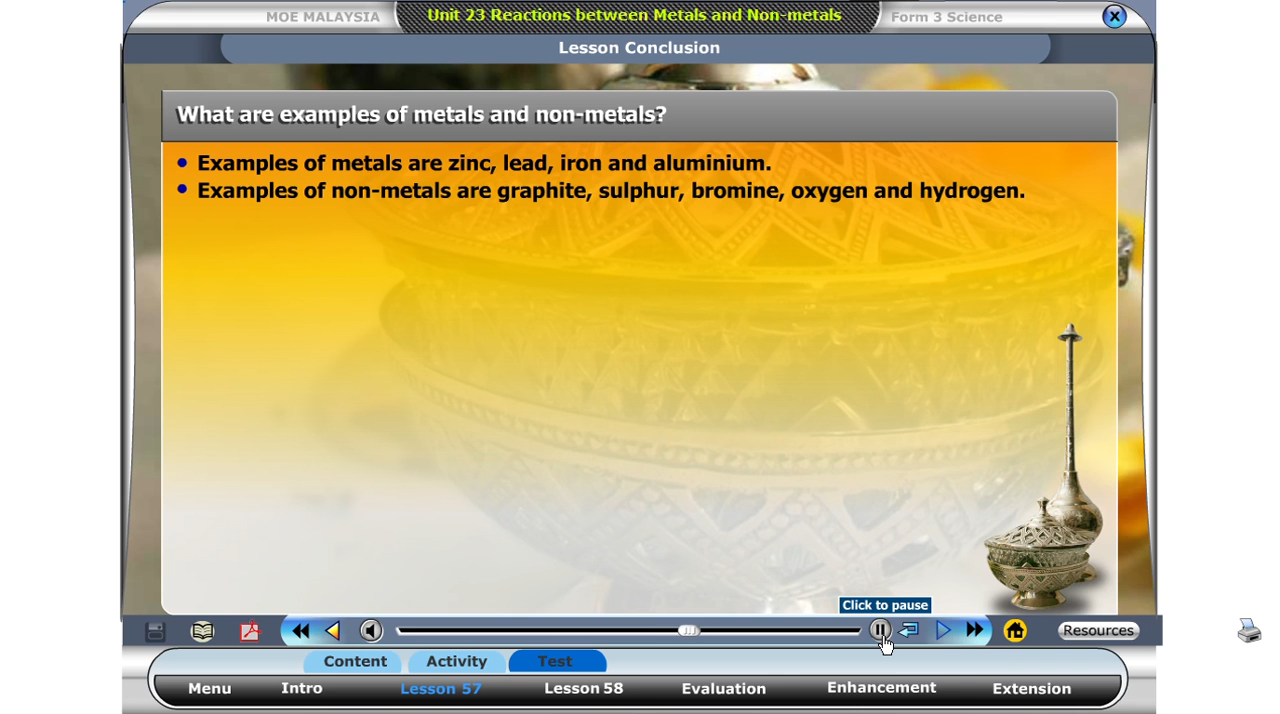 MOE MALAYSIA
Unit 23 Reactions between Metals and Non-metals
Form 3 Science
Lesson Conclusion
What are examples of metals and non-metals?
• Examples of metals are zinc, lead, iron and aluminium.
• Examples of non-metals are graphite, sulphur, bromine, oxygen and hydrogen.
Click to pause
Resources
Content Activity Test
Menu Intro Lesson 57 Lesson 58 Evaluation Enhancement Extension